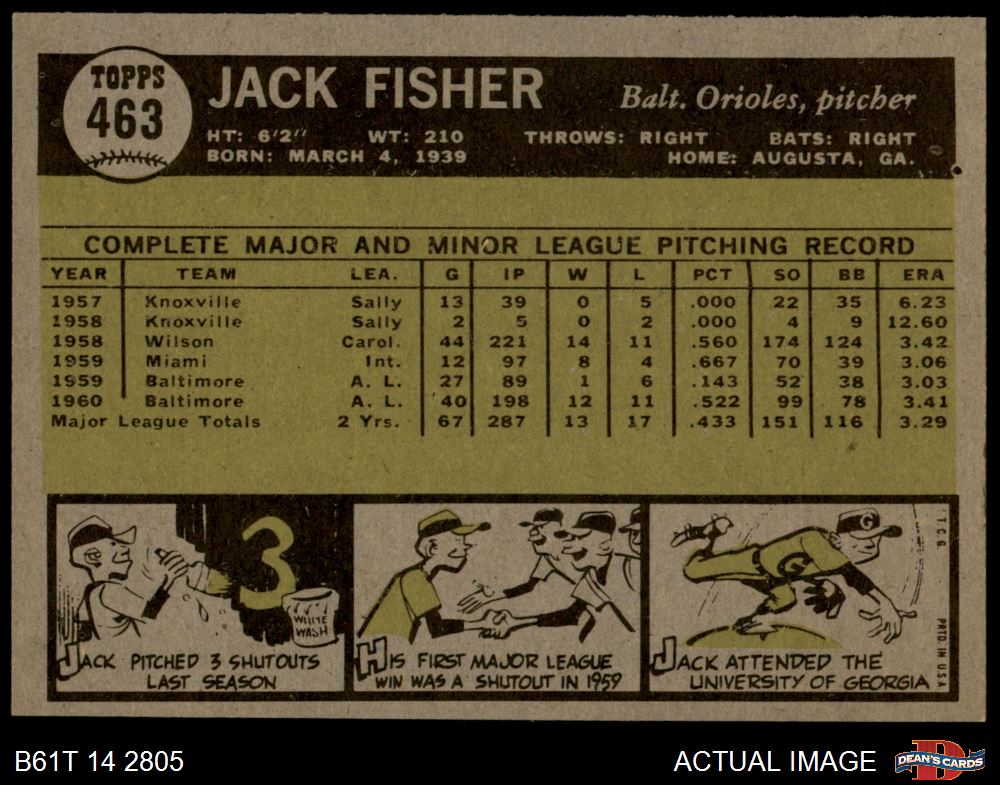 TOPPS
463
JACK FISHER
Balt. Orioles, pitcher
HT: 6'2" WT: 210 THROWS: RIGHT BATS: RIGHT
BORN: MARCH 4, 1939 HOME: AUGUSTA, GA.
COMPLETE MAJOR AND MINOR LEAGUE PITCHING RECORD
YEAR TEAM LEA. G IP W L PCT SO BB ERA
1957 Knoxville Sally 13 39 0 5 .000 22 35 6.23
1958 Knoxville Sally 2 5 0 2 .000 4 9 12.60
1958 Wilson Carol. 44 221 14 11 .560 174 124 3.42
1959 Miami Int. 12 97 8 4 .667 70 39 3.06
1959 Baltimore A. L. 27 89 1 6 .143 52 38 3.03
1960 Baltimore A. L. 40 198 12 11 .522 99 78 3.41
Major League Totals 2 Yrs. 67 287 13 17 .433 151 116 3.29
3
WHITE
WASH
JACK PITCHED 3 SHUTOUTS
LAST SEASON
HIS FIRST MAJOR LEAGUE
WIN WAS A SHUTOUT IN 1959
G
G
JACK ATTENDED THE
UNIVERSITY OF GEORGIA
T.C.G.
PRTD IN U.S.A.
B61T 14 2805
ACTUAL IMAGE
D
DEAN'S CARDS